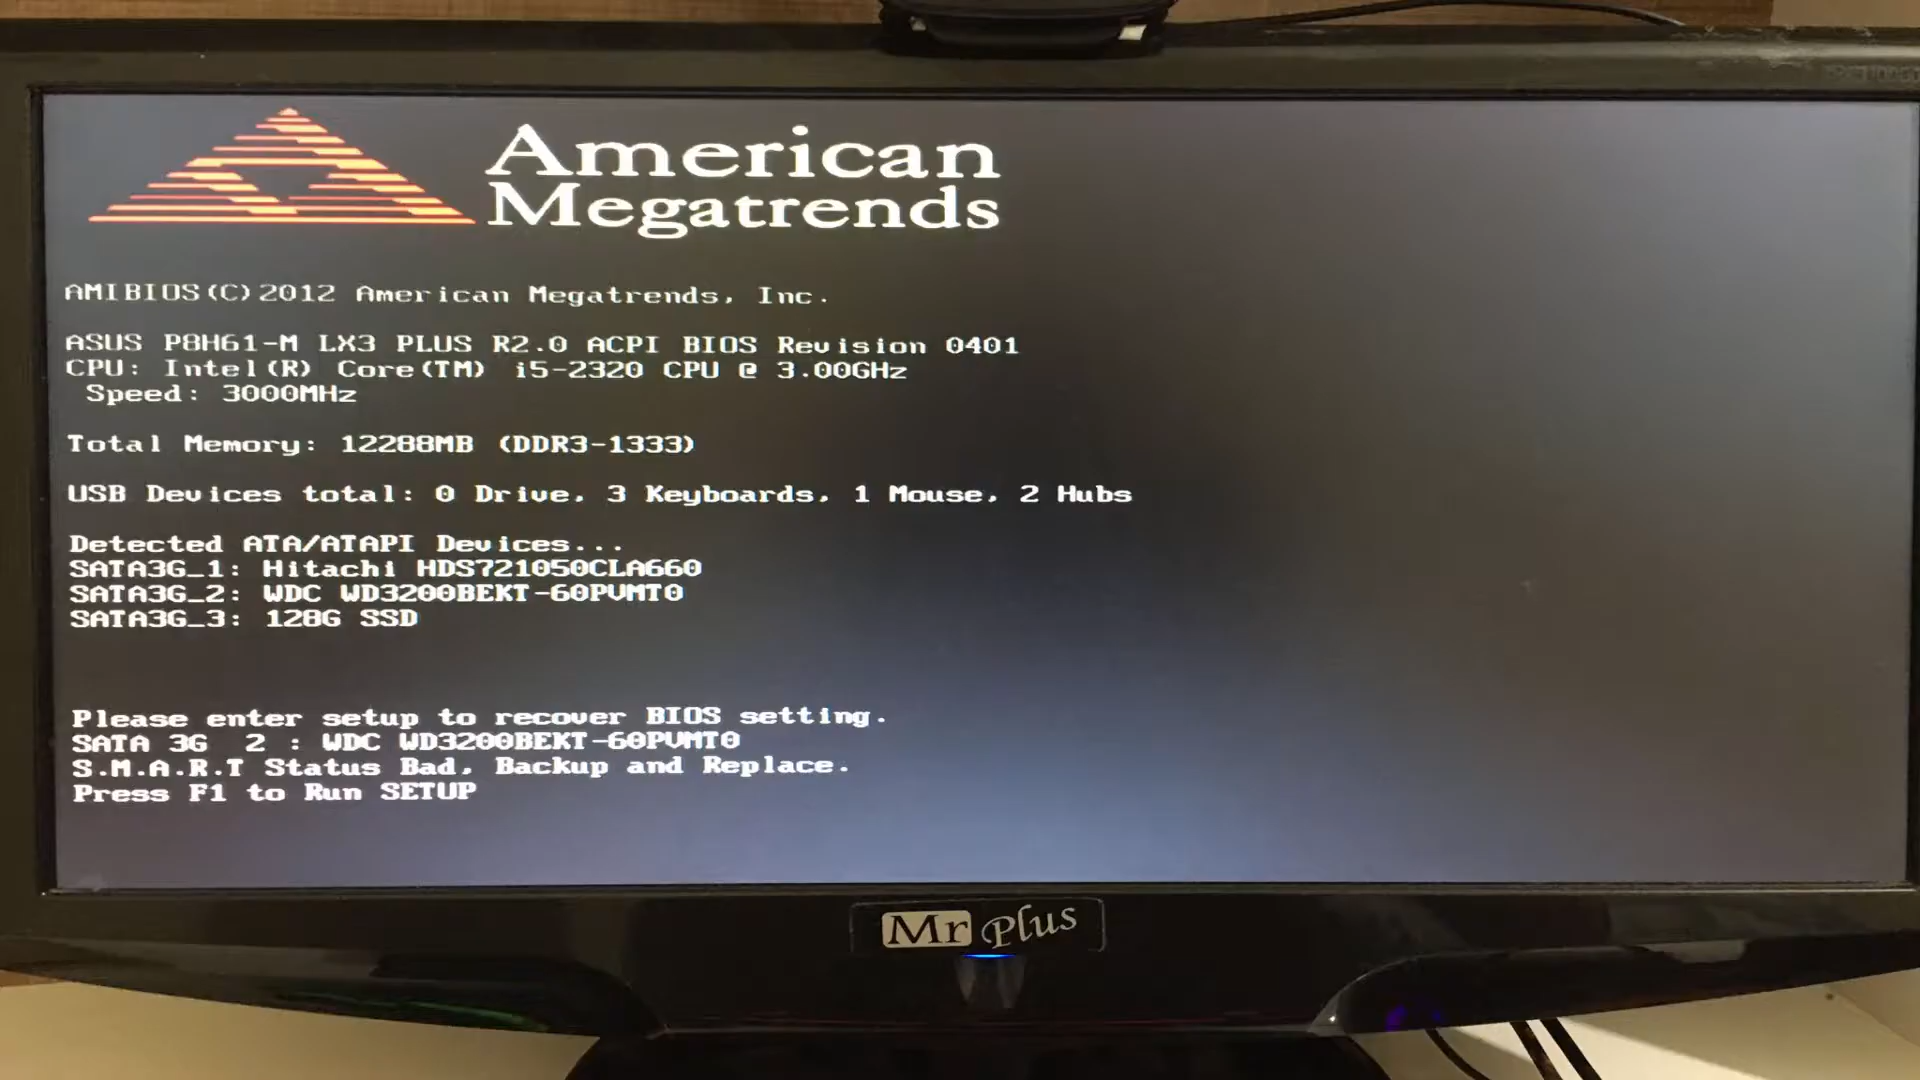 American
Megatrends
AMIBIOS(C)2012 American Megatrends, Inc.
ASUS P8H61-M LX3 PLUS R2.0 ACPI BIOS Revision 0401
CPU: Intel(R) Core(TM) i5-2320 CPU @ 3.00GHz
Speed: 3000MHz
Total Memory: 12288MB (DDR3-1333)
USB Devices total: 0 Drive, 3 Keyboards, 1 Mouse, 2 Hubs
Detected ATA/ATAPI Devices...
SATA3G_1: Hitachi HDS721050CLA660
SATA3G_2: WDC WD3200BEKT-60PVMT0
SATA3G_3: 128G SSD
Please enter setup to recover BIOS setting.
SATA 3G 2 : WDC WD3200BEKT-60PVMT0
S.M.A.R.T Status Bad, Backup and Replace.
Press F1 to Run SETUP
Mr Plus